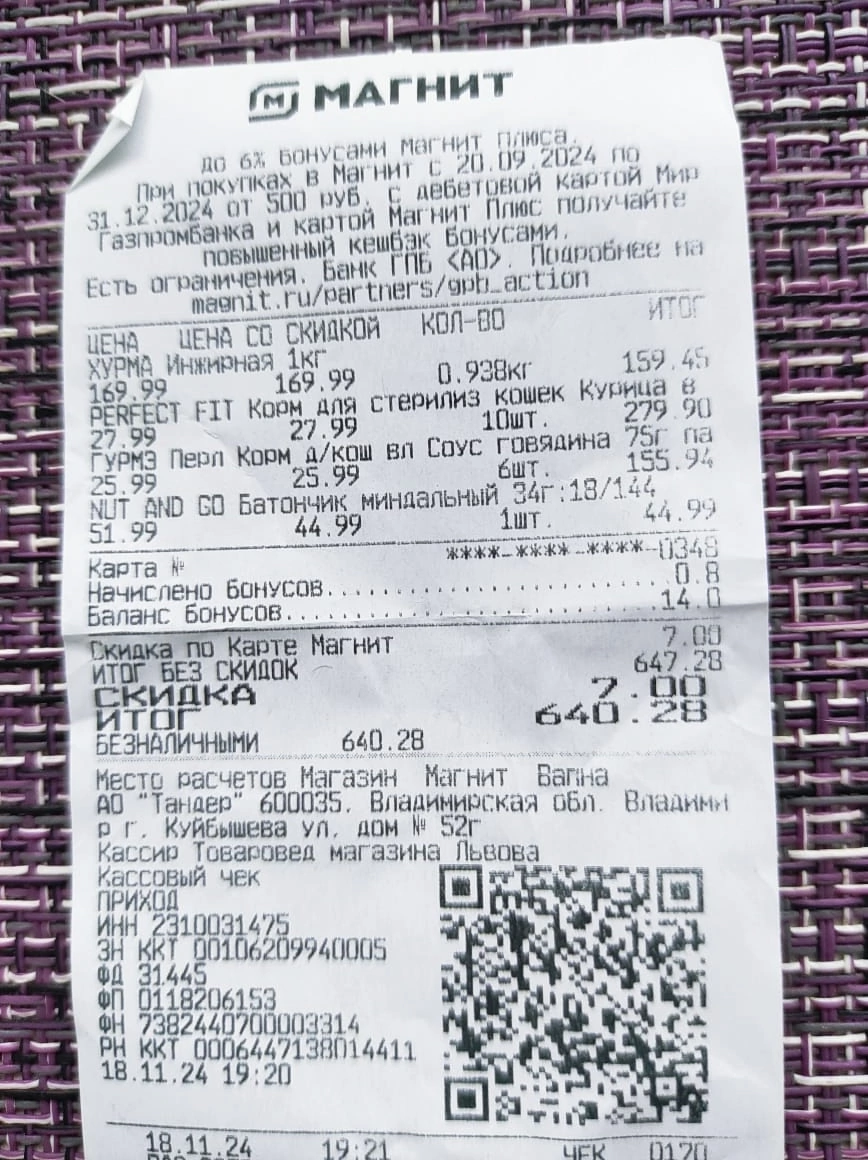 МАГНИТ
до 6% бонусами Магнит Плюса.
При покупках в Магнит с 20.09.2024 по
31.12.2024 от 500 руб. с дебетовой картой Мир
Газпромбанка и картой Магнит Плюс получайте
повышенный кешбэк бонусами.
Есть ограничения. Банк ГПБ <АО>. Подробнее на
magnit.ru/partners/gpb_action
ЦЕНА ЦЕНА СО СКИДКОЙ КОЛ-ВО ИТОГ
ХУРМА Инжирная 1кг
169.99 169.99 0.938кг 159.45
PERFECT FIT Корм для стерилиз кошек Курица в
27.99 27.99 10шт. 279.90
ГУРМЭ Перл Корм д/кош вл Соус говядина 75г па
25.99 25.99 6шт. 155.94
NUT AND GO Батончик миндальный 34г:18/144
51.99 44.99 1шт. 44.99
Карта № ****-****-****-0348
Начислено бонусов 0.8
Баланс бонусов 14.0
Скидка по Карте Магнит 7.00
ИТОГ БЕЗ СКИДОК 647.28
СКИДКА 7.00
ИТОГ 640.28
БЕЗНАЛИЧНЫМИ 640.28
Место расчетов Магазин Магнит Вапна
АО "Тандер" 600035, Владимирская обл. Владими
р г. Куйбышева ул. дом № 52г
Кассир Товаровед магазина Львова
Кассовый чек
ПРИХОД
ИНН 2310031475
ЗН ККТ 00106209940005
ФД 31445
ФП 0118206153
ФН 7382440700003314
РН ККТ 0006447138014411
18.11.24 19:20
18.11.24 19:21 ЧЕК 0170